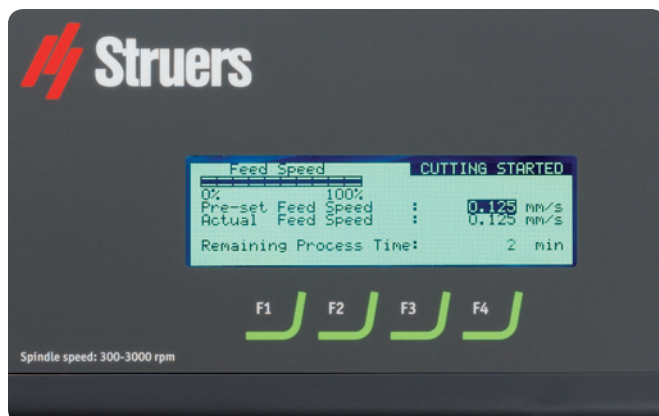 Struers
Feed Speed CUTTING STARTED
0% 100%
Pre-set Feed Speed : 0.125 mm/s
Actual Feed Speed : 0.125 mm/s
Remaining Process Time: 2 min
F1 F2 F3 F4
Spindle speed: 300-3000 rpm